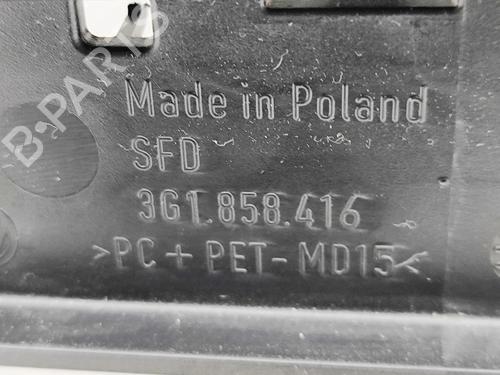 B-PARTS
Made in Poland
SFD
3G1.858.416
>PC+PET-MD15<